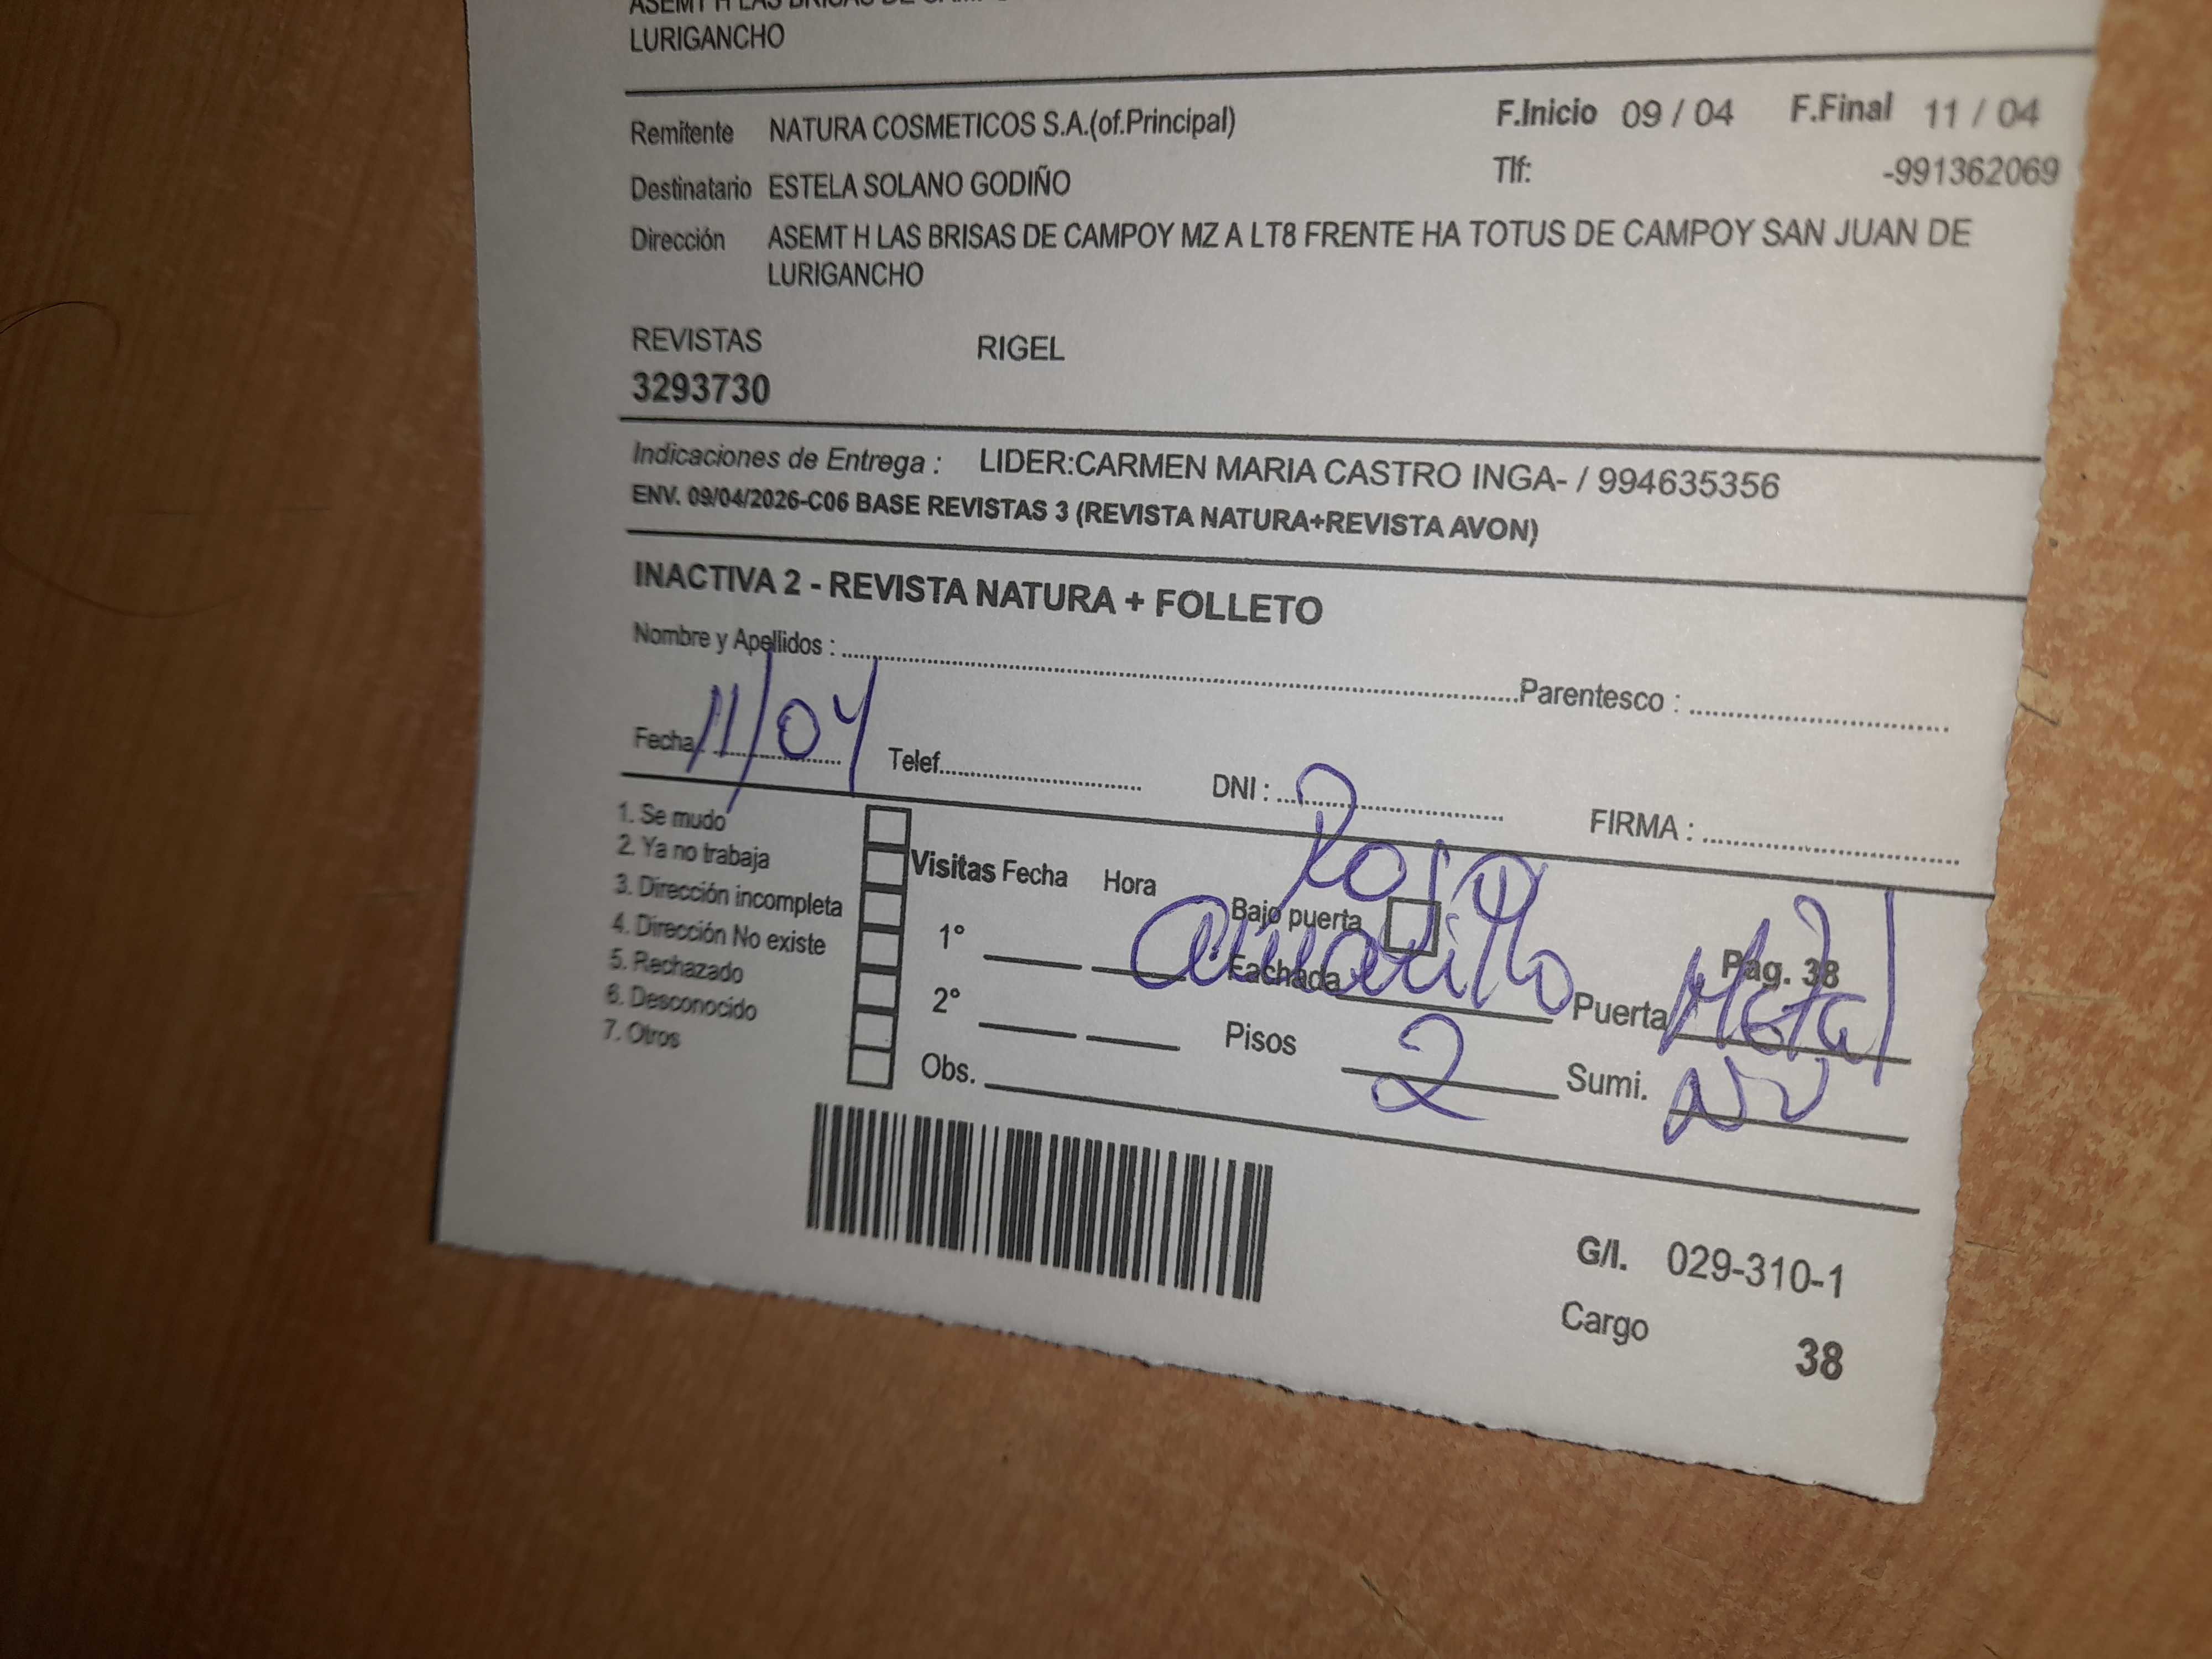 LURIGANCHO
Remitente NATURA COSMETICOS S.A.(of.Principal) F.Inicio 09 / 04 F.Final 11 / 04
Destinatario ESTELA SOLANO GODIÑO Tlf: -991362069
Dirección ASEMT H LAS BRISAS DE CAMPOY MZ A LT8 FRENTE HA TOTUS DE CAMPOY SAN JUAN DE
LURIGANCHO
REVISTAS RIGEL
3293730
Indicaciones de Entrega : LIDER:CARMEN MARIA CASTRO INGA- / 994635356
ENV. 09/04/2026-C06 BASE REVISTAS 3 (REVISTA NATURA+REVISTA AVON)
INACTIVA 2 - REVISTA NATURA + FOLLETO
Nombre y Apellidos : Parentesco :
Fecha: 11/04 Telef. DNI : FIRMA :
1. Se mudo
2. Ya no trabaja
3. Dirección incompleta
4. Dirección No existe
5. Rechazado
6. Desconocido
7. Otros
Visitas Fecha Hora
Bajo puerta Pag. 38
1° Fachada amarillo Puerta Metal
2° Pisos 2 Sumi.
Obs.
G/I. 029-310-1
Cargo 38